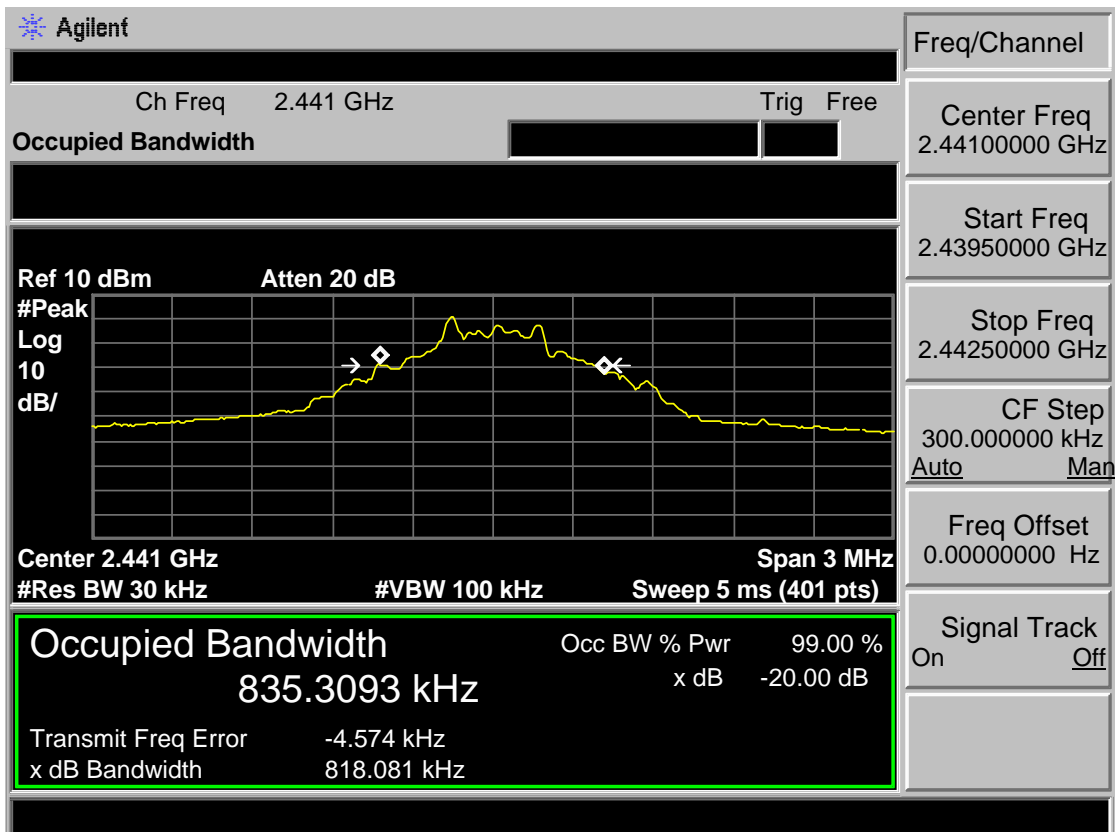 Agilent
Ch Freq 2.441 GHz Trig Free
Occupied Bandwidth
Ref 10 dBm Atten 20 dB
#Peak
Log
10
dB/
Center 2.441 GHz Span 3 MHz
#Res BW 30 kHz #VBW 100 kHz Sweep 5 ms (401 pts)
Occupied Bandwidth
835.3093 kHz
Occ BW % Pwr 99.00 %
x dB -20.00 dB
Transmit Freq Error -4.574 kHz
x dB Bandwidth 818.081 kHz
Freq/Channel
Center Freq
2.44100000 GHz
Start Freq
2.43950000 GHz
Stop Freq
2.44250000 GHz
CF Step
300.000000 kHz
Auto Man
Freq Offset
0.00000000 Hz
Signal Track
On Off